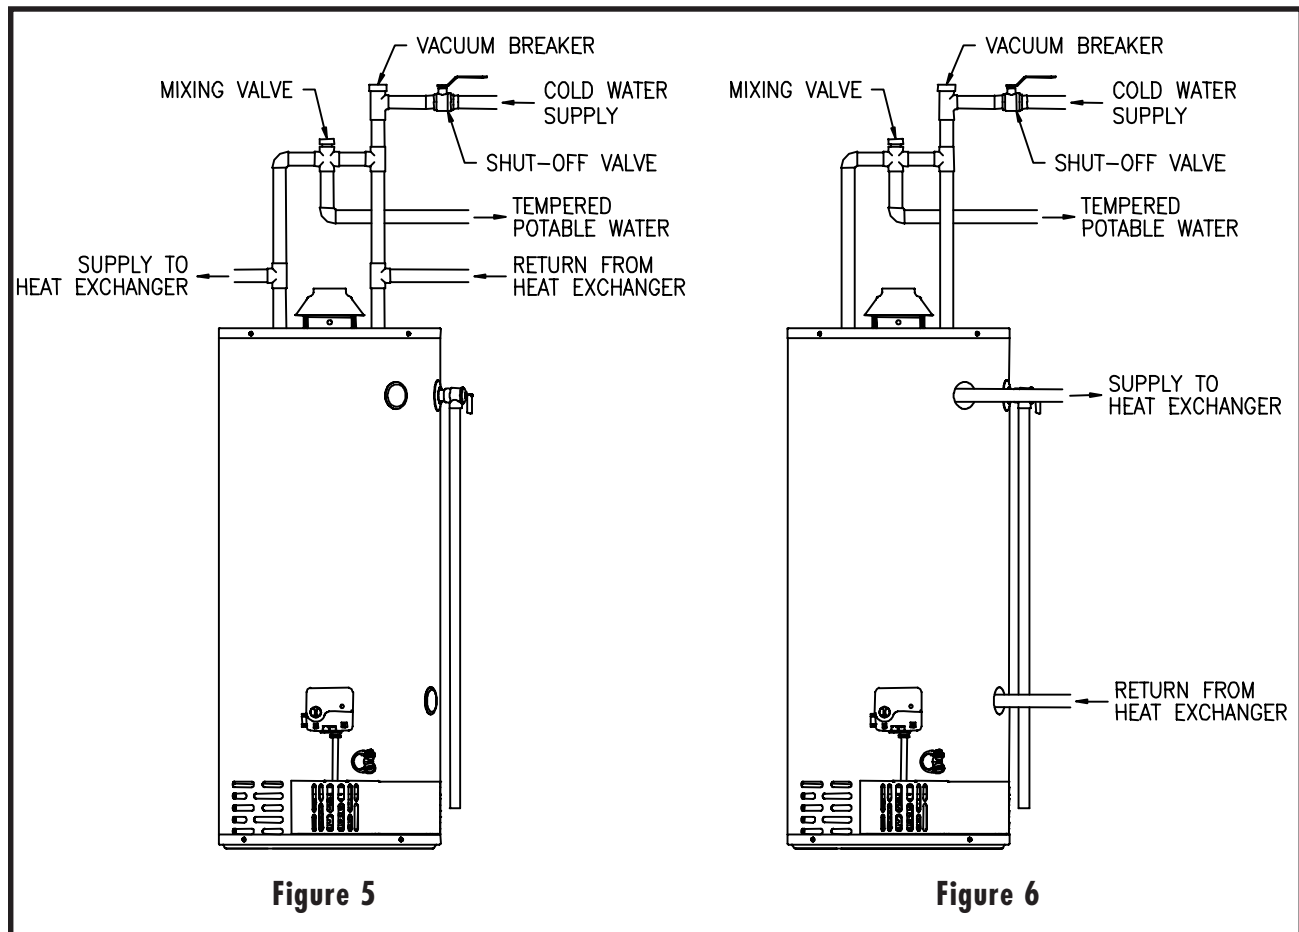 VACUUM BREAKER
MIXING VALVE
COLD WATER
SUPPLY
SHUT-OFF VALVE
TEMPERED
POTABLE WATER
SUPPLY TO
HEAT EXCHANGER
RETURN FROM
HEAT EXCHANGER
Figure 5
VACUUM BREAKER
MIXING VALVE
COLD WATER
SUPPLY
SHUT-OFF VALVE
TEMPERED
POTABLE WATER
SUPPLY TO
HEAT EXCHANGER
RETURN FROM
HEAT EXCHANGER
Figure 6